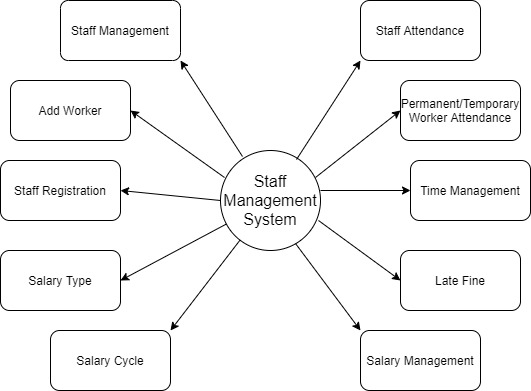 Staff Management
Staff Attendance
Add Worker
Permanent/Temporary
Worker Attendance
Staff Registration
Staff
Management
System
Time Management
Salary Type
Late Fine
Salary Cycle
Salary Management